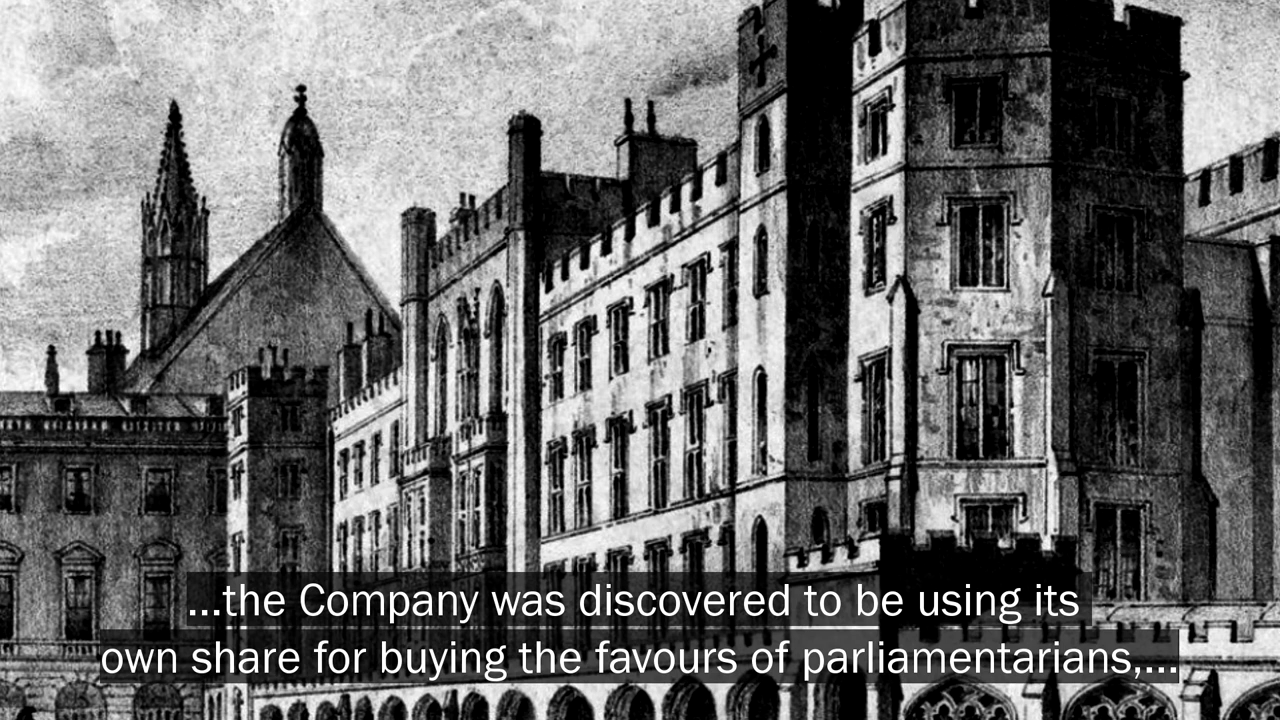 ...the Company was discovered to be using its
own share for buying the favours of parliamentarians,...